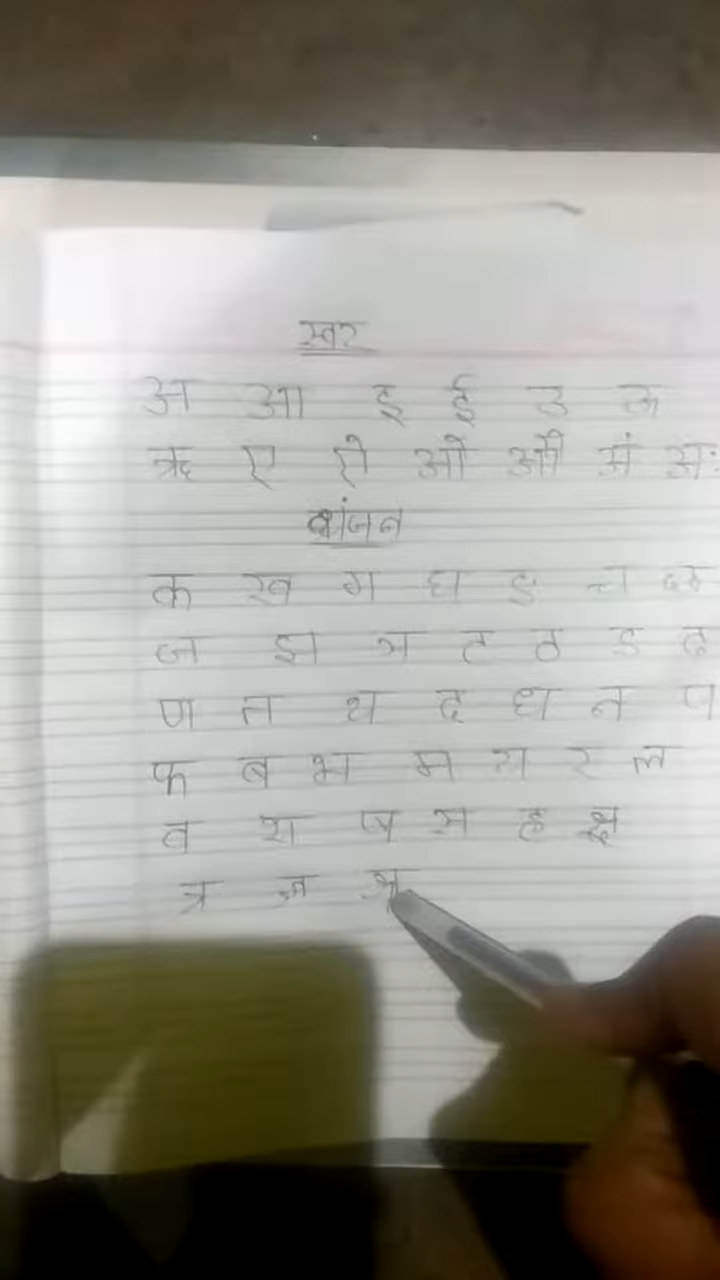 स्वर
अ आ इ ई उ ऊ
ऋ ए ऐ ओ औ अं अः
व्यांजन
क ख ग घ ङ च छ
ज झ ञ ट ठ ड ढ
ण त थ द ध न प
फ ब भ म य र ल
व श ष स ह क्ष
त्र ज्ञ श्र